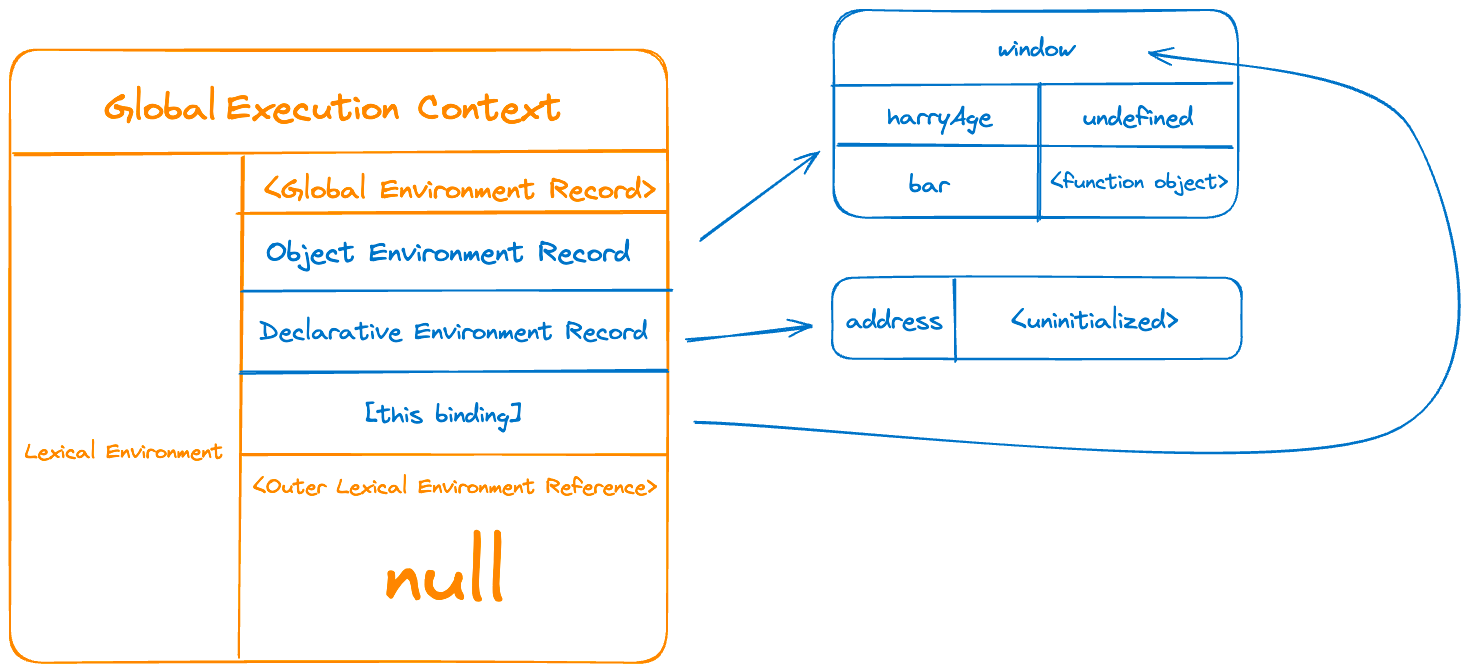 Global Execution Context
Lexical Environment
<Global Environment Record>
Object Environment Record
Declarative Environment Record
[this binding]
<Outer Lexical Environment Reference>
null
window
harryAge
undefined
bar
<function object>
address
<uninitialized>